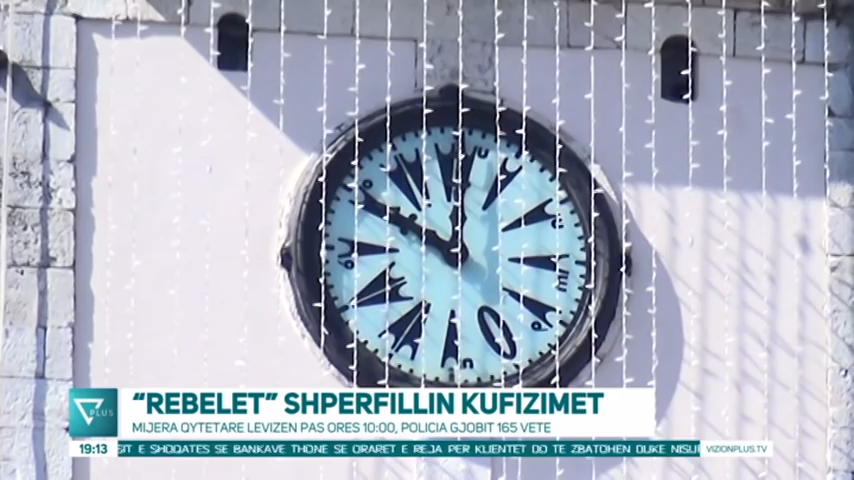 "REBELET" SHPERFILLIN KUFIZIMET
PLUS
MIJERA QYTETARE LEVIZEN PAS ORES 10:00, POLICIA GJOBIT 165 VETE
19:13
SIT E SHOQATES SE BANKAVE THONE SE ORARET E REJA PER KLIENTET DO TE ZBATOHEN DUKE NISUR
VIZIONPLUS.TV